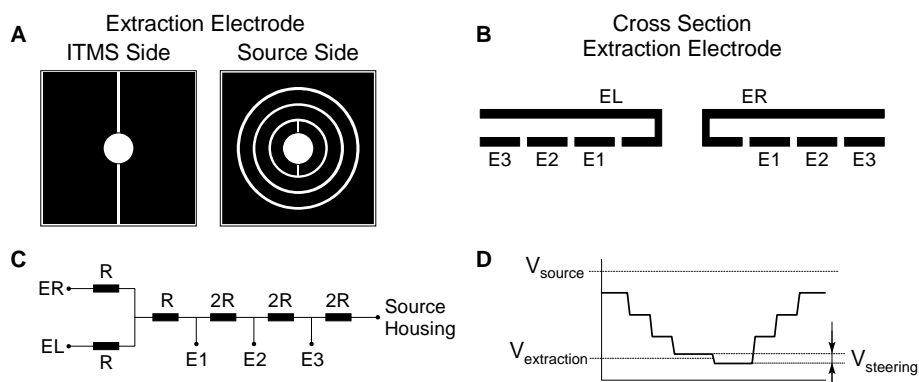 Extraction Electrode
A
ITMS Side
Source Side
B
Cross Section
Extraction Electrode
EL
ER
E3 E2 E1
E1 E2 E3
C
R
ER
R 2R 2R 2R
Source
Housing
EL
R
E1 E2 E3
D
Vsource
Vextraction
Vsteering